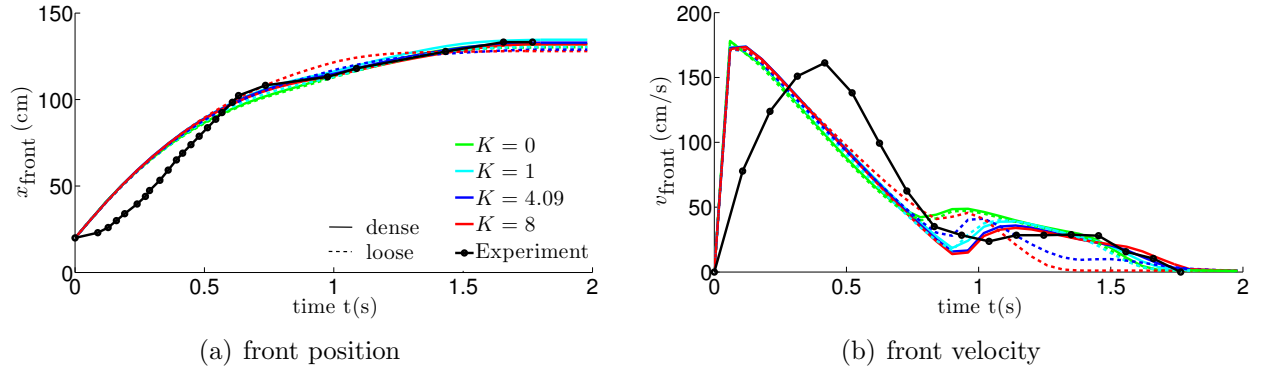 150
100
50
0
0
0.5
1
1.5
2
x_front (cm)
time t(s)
K = 0
K = 1
K = 4.09
K = 8
Experiment
dense
loose
(a) front position
200
150
100
50
0
0
0.5
1
1.5
2
v_front (cm/s)
time t(s)
(b) front velocity